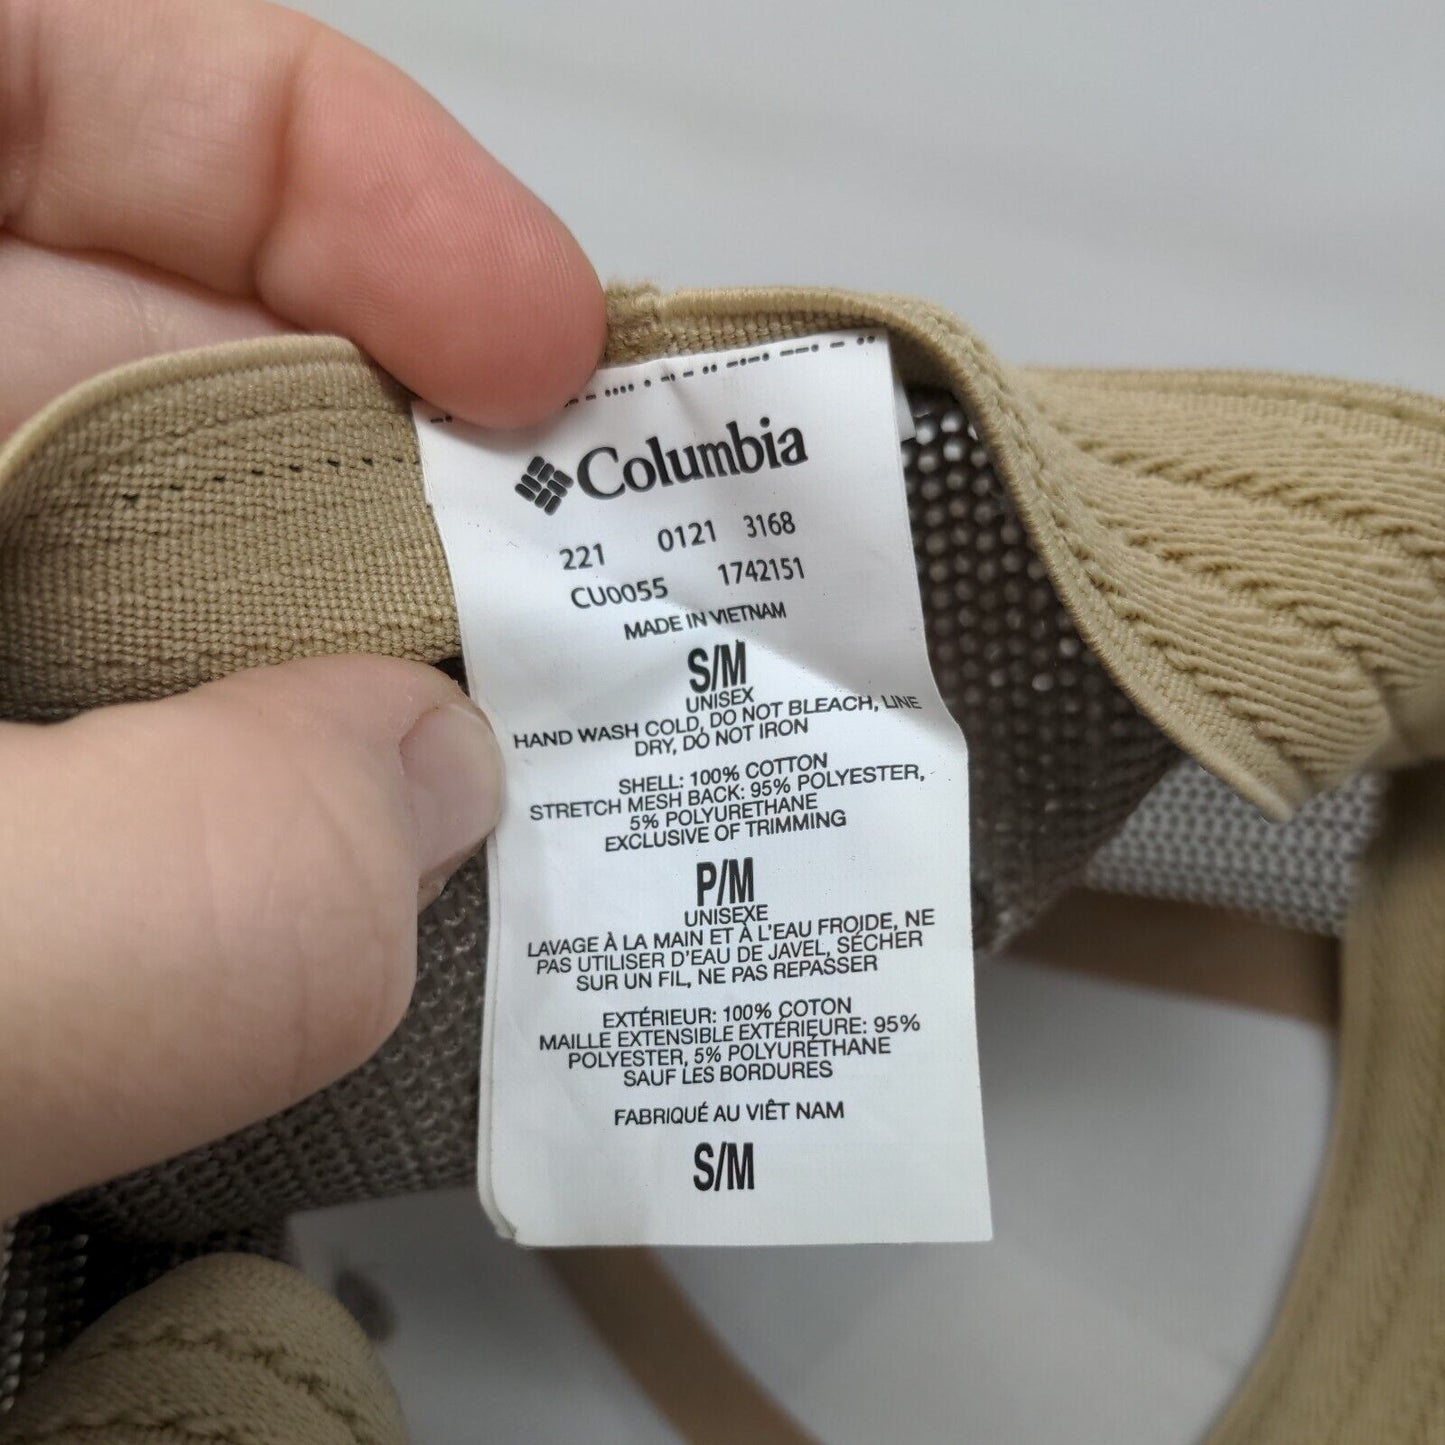 Columbia
221 0121 3168
CU0055 1742151
MADE IN VIETNAM
S/M
UNISEX
HAND WASH COLD, DO NOT BLEACH, LINE
DRY, DO NOT IRON
SHELL: 100% COTTON
STRETCH MESH BACK: 95% POLYESTER,
5% POLYURETHANE
EXCLUSIVE OF TRIMMING
P/M
UNISEXE
LAVAGE À LA MAIN ET À L'EAU FROIDE, NE
PAS UTILISER D'EAU DE JAVEL, SÉCHER
SUR UN FIL, NE PAS REPASSER
EXTÉRIEUR: 100% COTON
MAILLE EXTENSIBLE EXTÉRIEURE: 95%
POLYESTER, 5% POLYURÉTHANE
SAUF LES BORDURES
FABRIQUÉ AU VIÊT NAM
S/M